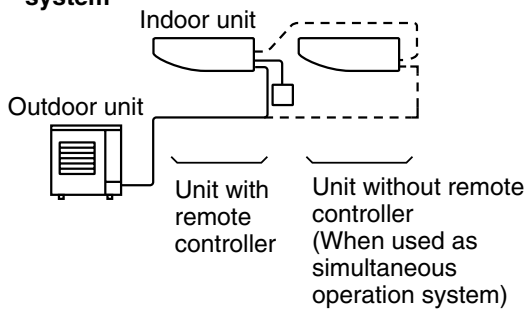 system
Indoor unit
Outdoor unit
Unit with
remote
controller
Unit without remote
controller
(When used as
simultaneous
operation system)